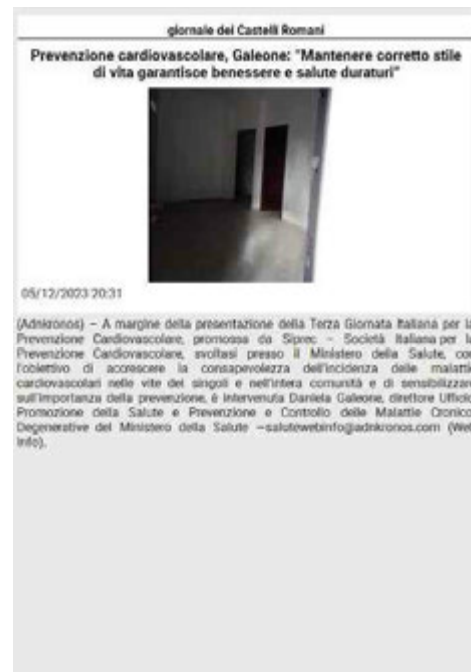 giornale dei Castelli Romani
Prevenzione cardiovascolare, Galeone: "Mantenere corretto stile
di vita garantisce benessere e salute duraturi"
05/12/2023 20:31
(Adnkronos) – A margine della presentazione della Terza Giornata Italiana per la
Prevenzione Cardiovascolare, promossa da Siprec – Società Italiana per la
Prevenzione Cardiovascolare, svoltasi presso il Ministero della Salute, con
l'obiettivo di accrescere la consapevolezza dell'incidenza delle malattie
cardiovascolari nelle vite dei singoli e nell'intera comunità e di sensibilizzare
sull'importanza della prevenzione, è intervenuta Daniela Galeone, direttore Ufficio
Promozione della Salute e Prevenzione e Controllo delle Malattie Cronico
Degenerative del Ministero della Salute —salutewebinfo@adnkronos.com (Web
Info).